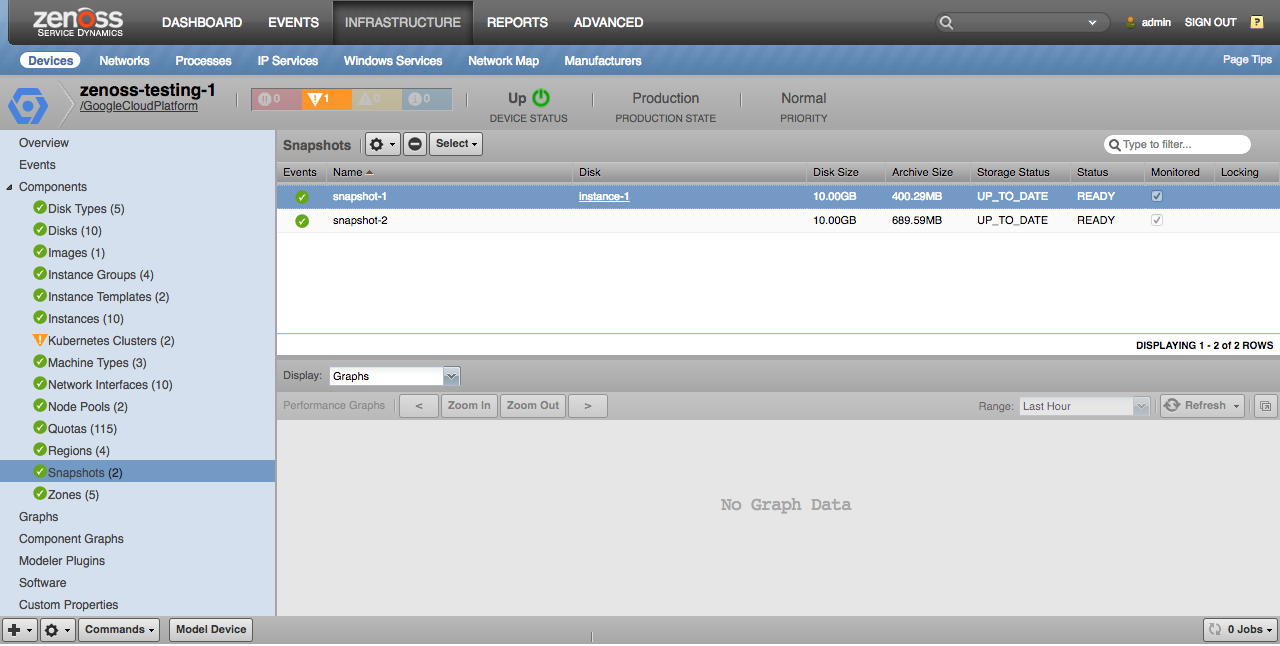 zenoss DASHBOARD EVENTS INFRASTRUCTURE REPORTS ADVANCED admin SIGN OUT ?
SERVICE DYNAMICS
Devices Networks Processes IP Services Windows Services Network Map Manufacturers Page Tips
zenoss-testing-1
/GoogleCloudPlatform
0 1 0 0
Up Production Normal
DEVICE STATUS PRODUCTION STATE PRIORITY
Overview
Events
Components
Disk Types (5)
Disks (10)
Images (1)
Instance Groups (4)
Instance Templates (2)
Instances (10)
Kubernetes Clusters (2)
Machine Types (3)
Network Interfaces (10)
Node Pools (2)
Quotas (115)
Regions (4)
Snapshots (2)
Zones (5)
Graphs
Component Graphs
Modeler Plugins
Software
Custom Properties
Snapshots Select Type to filter...
Events Name Disk Disk Size Archive Size Storage Status Status Monitored Locking
snapshot-1 instance-1 10.00GB 400.29MB UP_TO_DATE READY
snapshot-2 10.00GB 689.59MB UP_TO_DATE READY
DISPLAYING 1 - 2 of 2 ROWS
Display: Graphs
Performance Graphs < Zoom In Zoom Out > Range: Last Hour Refresh
No Graph Data
Commands Model Device 0 Jobs